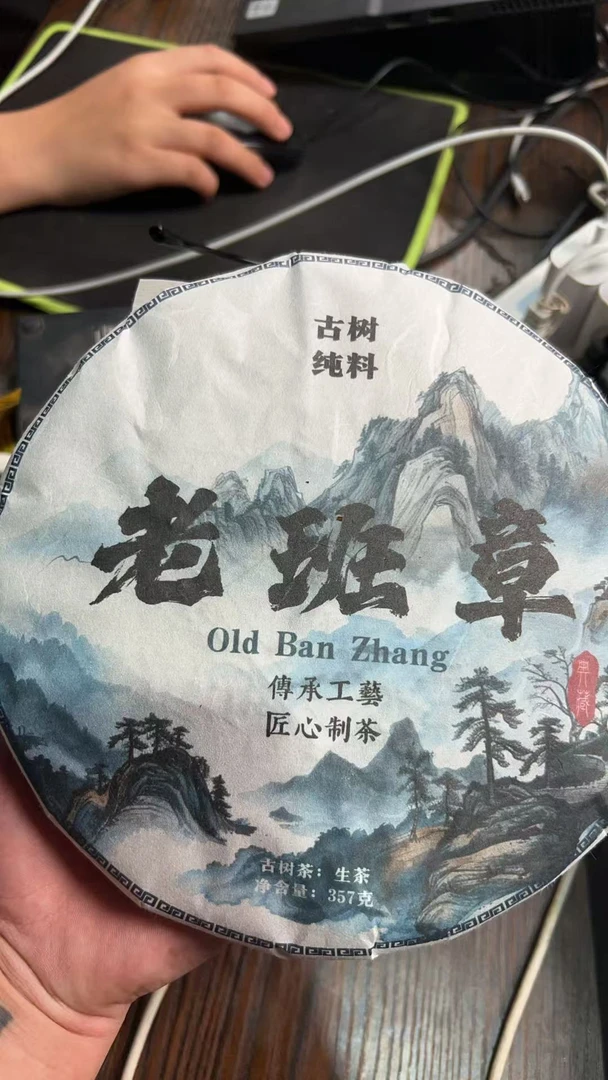 古树
纯料
老班章
Old Ban Zhang
傳承工藝
匠心制茶
古树茶：生茶
净含量：357克